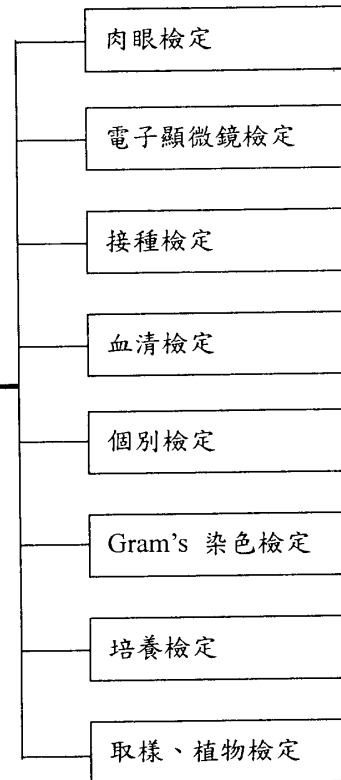 肉眼檢定
電子顯微鏡檢定
接種檢定
血清檢定
個別檢定
Gram's 染色檢定
培養檢定
取樣、植物檢定